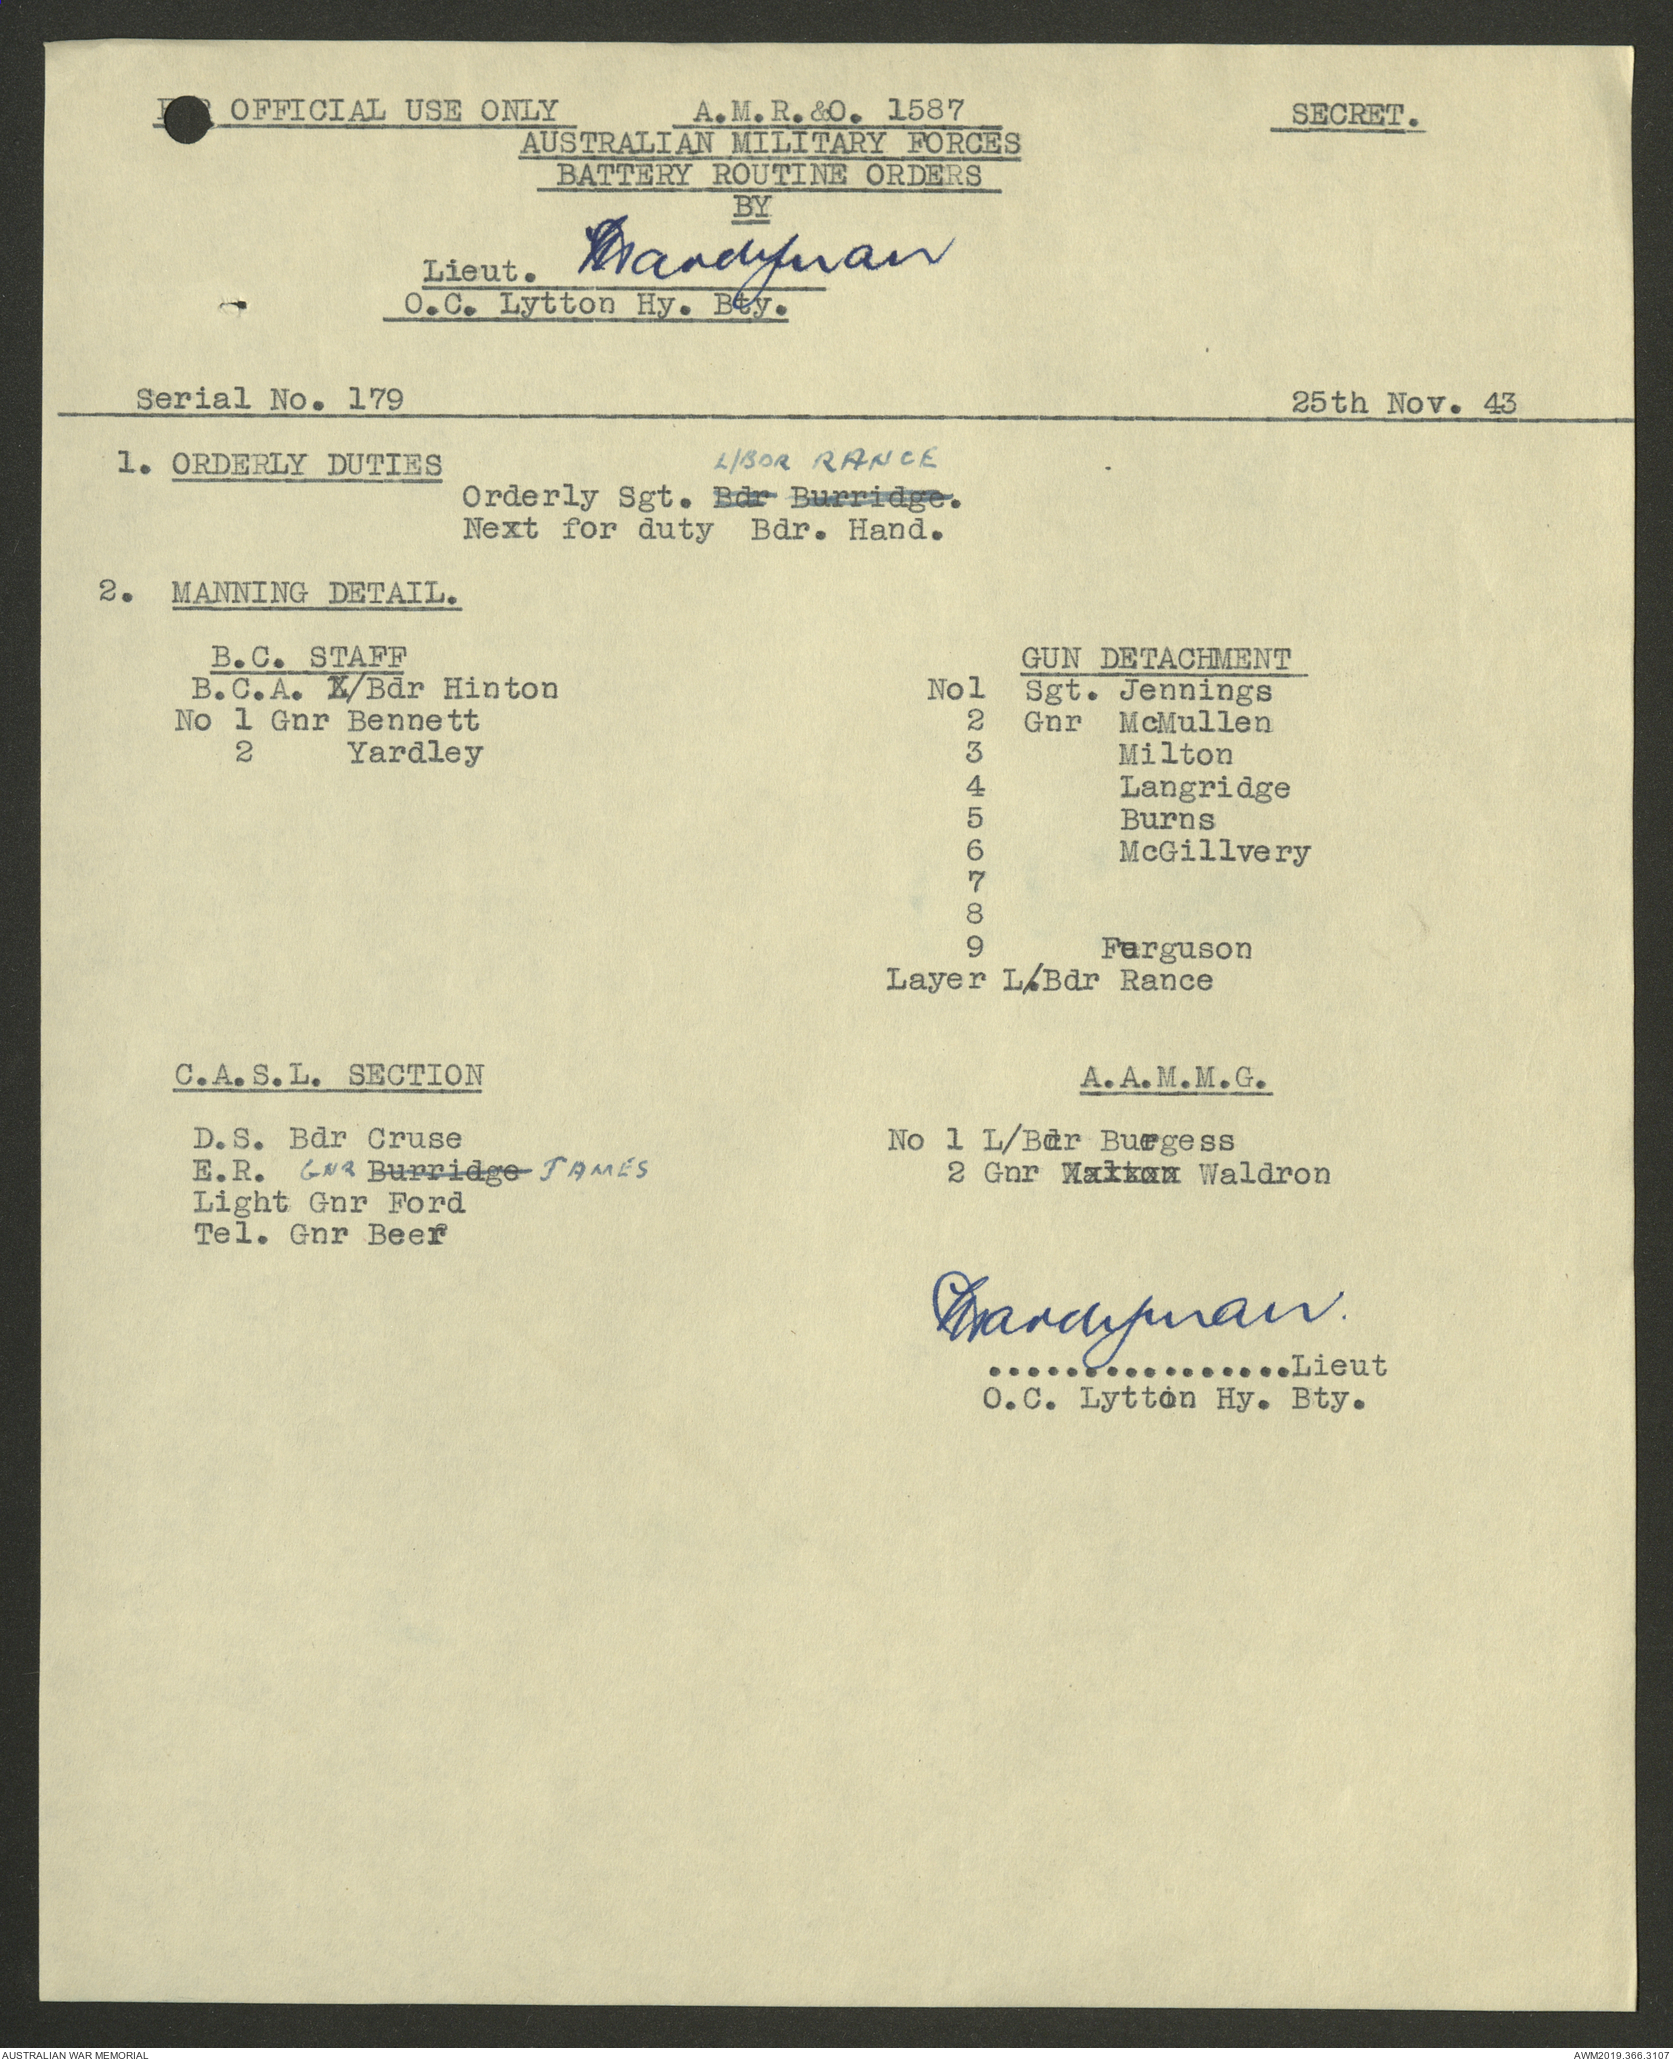 OFFICIAL USE ONLY A.M.R.&O. 1587 SECRET.
AUSTRALIAN MILITARY FORCES
BATTERY ROUTINE ORDERS
BY
Lieut.
O.C. Lytton Hy. Bty.
Serial No. 179 25th Nov. 43
1. ORDERLY DUTIES
L/BDR RANCE
Orderly Sgt. Bdr Burridge.
Next for duty Bdr. Hand.
2. MANNING DETAIL.
B.C. STAFF
B.C.A. L/Bdr Hinton
No 1 Gnr Bennett
2 Yardley
GUN DETACHMENT
No1 Sgt. Jennings
2 Gnr McMullen
3 Milton
4 Langridge
5 Burns
6 McGillvery
7
8
9 Ferguson
Layer L/Bdr Rance
C.A.S.L. SECTION
D.S. Bdr Cruse
E.R. GNR Burridge JAMES
Light Gnr Ford
Tel. Gnr Beer
A.A.M.M.G.
No 1 L/Bdr Burgess
2 Gnr Waldron
................Lieut
O.C. Lytton Hy. Bty.
AUSTRALIAN WAR MEMORIAL AWM2019.366.3107